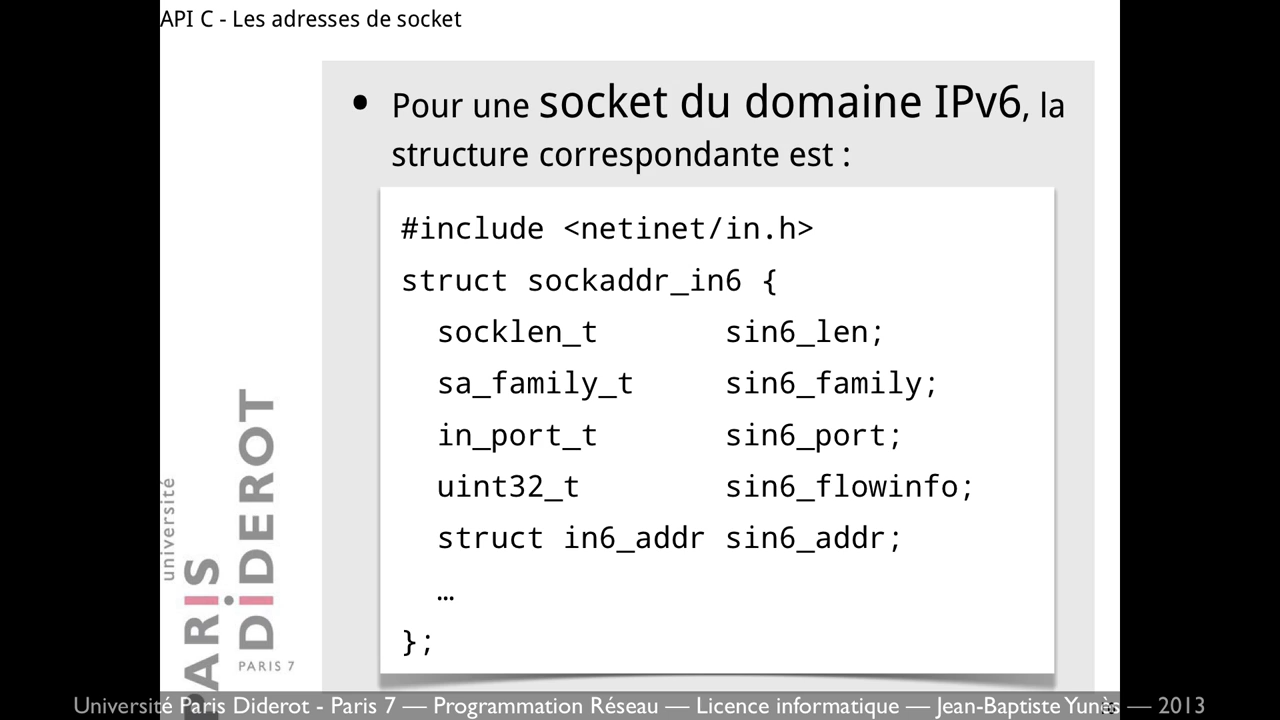 API C - Les adresses de socket
• Pour une socket du domaine IPv6, la
structure correspondante est :
#include <netinet/in.h>
struct sockaddr_in6 {
  socklen_t       sin6_len;
  sa_family_t     sin6_family;
  in_port_t       sin6_port;
  uint32_t        sin6_flowinfo;
  struct in6_addr sin6_addr;
  …
};
université
PARIS
DiDEROT
PARIS 7
Université Paris Diderot - Paris 7 — Programmation Réseau — Licence informatique — Jean-Baptiste Yunès — 2013